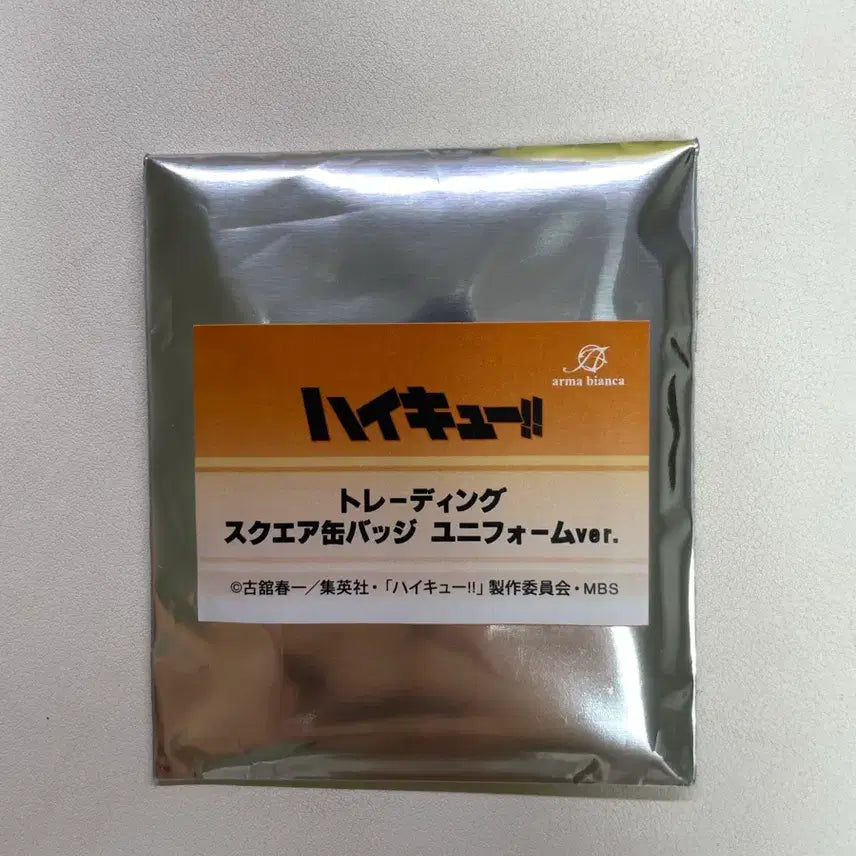 arma bianca
ハイキュー!!
トレーディング
スクエア缶バッジ ユニフォームver.
©古舘春一／集英社・「ハイキュー!!」製作委員会・MBS